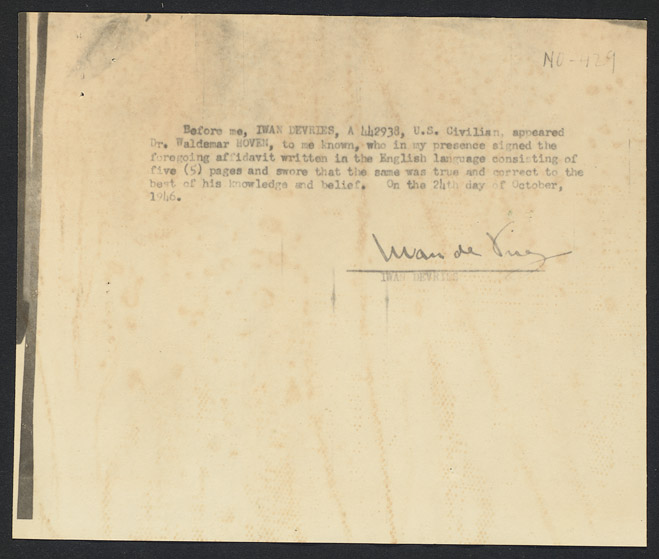 NO-429
Before me, IWAN DEVRIES, A 442938, U.S. Civilian, appeared
Dr. Waldemar HOVEN, to me known, who in my presence signed the
foregoing affidavit written in the English language consisting of
five (5) pages and swore that the same was true and correct to the
best of his knowledge and belief. On the 24th day of October,
1946.
Iwan de Vries
IWAN DEVRIES